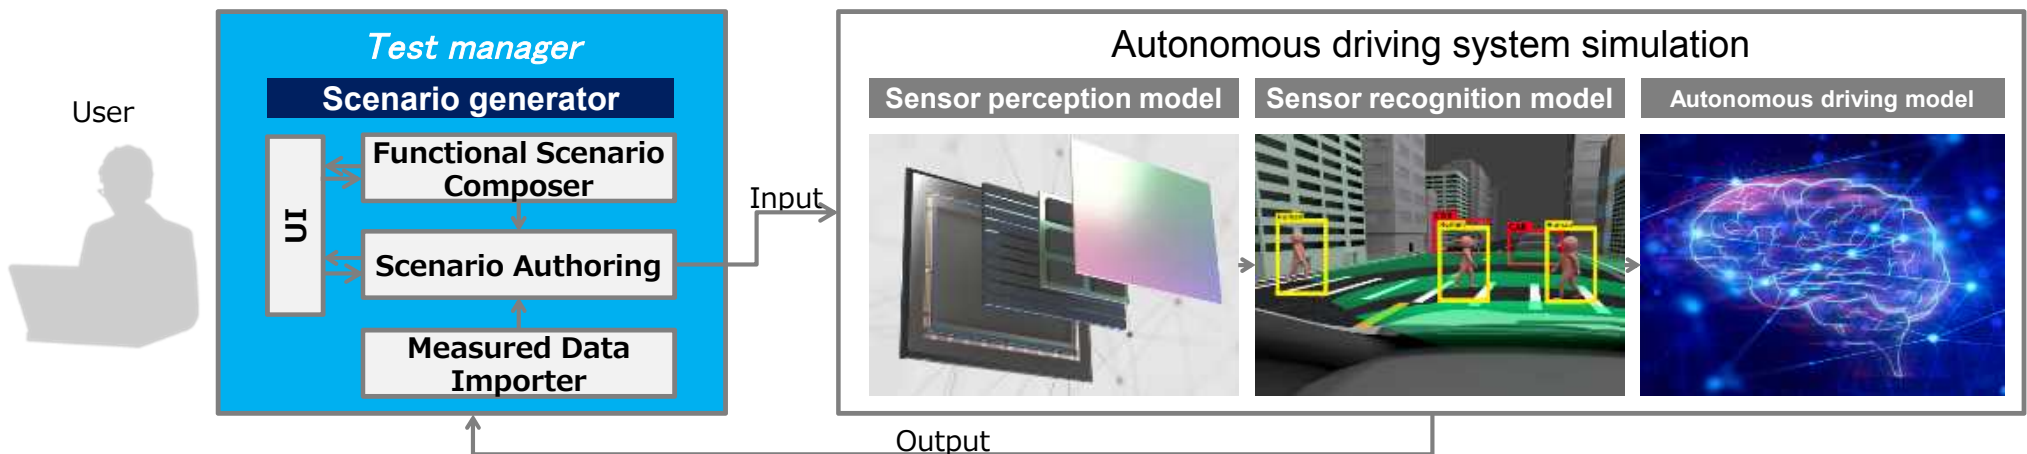 User
Test manager
Scenario generator
UI
Functional Scenario
Composer
Scenario Authoring
Measured Data
Importer
Input
Output
Autonomous driving system simulation
Sensor perception model
Sensor recognition model
Autonomous driving model